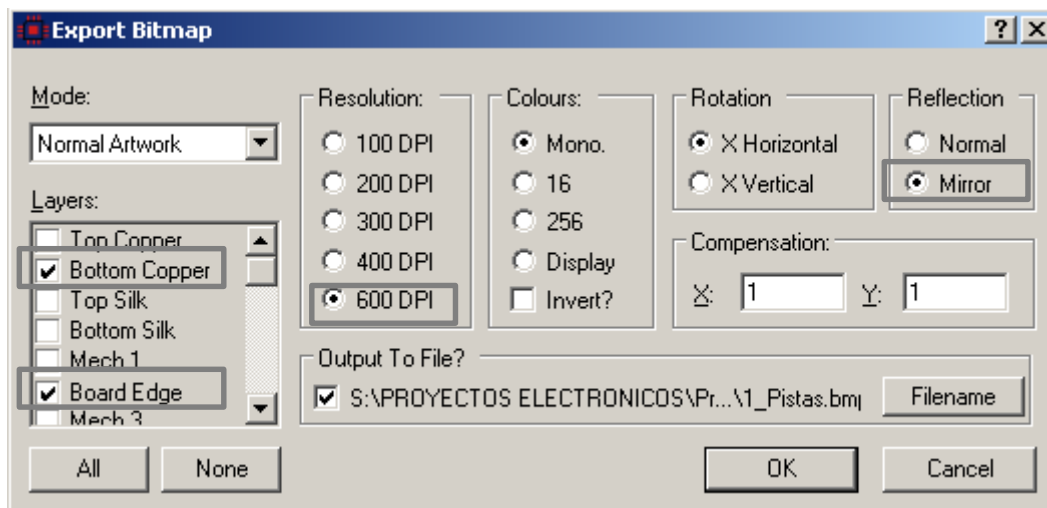 Export Bitmap
Mode:
Normal Artwork
Layers:
Top Copper
Bottom Copper
Top Silk
Bottom Silk
Mech 1
Board Edge
Mech 3
All
None
Resolution:
100 DPI
200 DPI
300 DPI
400 DPI
600 DPI
Colours:
Mono.
16
256
Display
Invert?
Rotation
X Horizontal
X Vertical
Reflection
Normal
Mirror
Compensation:
X: 1 Y: 1
Output To File?
S:\PROYECTOS ELECTRONICOS\Pr...\1_Pistas.bmp
Filename
OK
Cancel